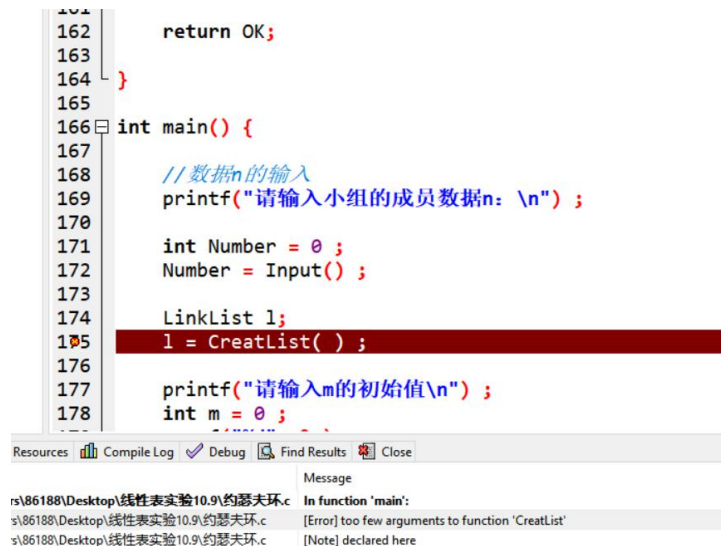 162 return OK;
163
164 }
165
166 int main() {
167
168 //数据n的输入
169 printf("请输入小组的成员数据n: \n") ;
170
171 int Number = 0 ;
172 Number = Input() ;
173
174 LinkList l;
175 l = CreatList( ) ;
176
177 printf("请输入m的初始值\n") ;
178 int m = 0 ;
Resources Compile Log Debug Find Results Close
Message
rs\86188\Desktop\线性表实验10.9\约瑟夫环.c In function 'main':
s\86188\Desktop\线性表实验10.9\约瑟夫环.c [Error] too few arguments to function 'CreatList'
s\86188\Desktop\线性表实验10.9\约瑟夫环.c [Note] declared here